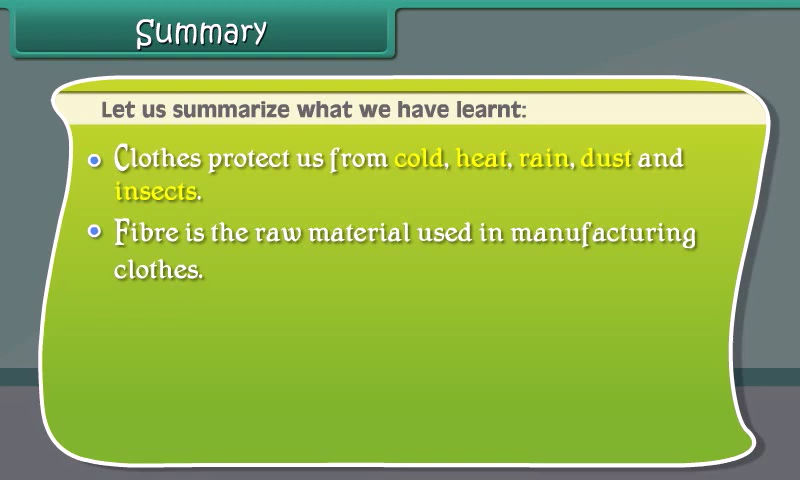 Summary
Let us summarize what we have learnt:
Clothes protect us from cold, heat, rain, dust and
insects.
Fibre is the raw material used in manufacturing
clothes.